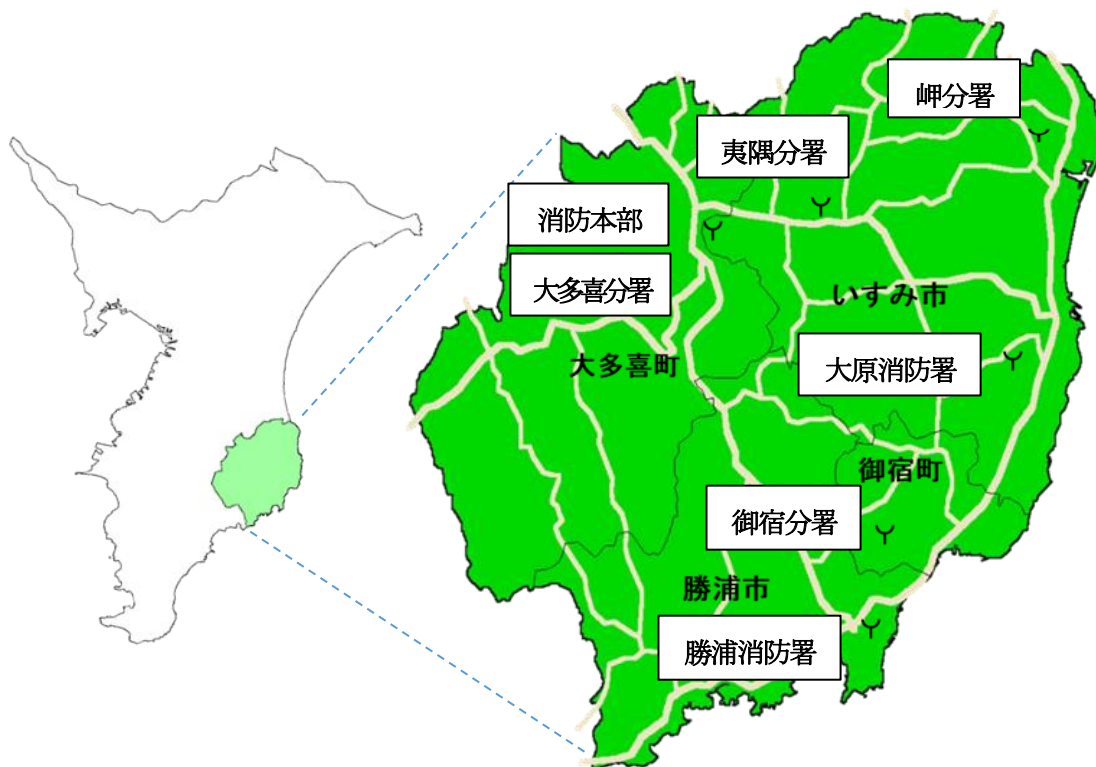 岬分署
夷隅分署
消防本部
大多喜分署
いすみ市
大多喜町
大原消防署
御宿町
御宿分署
勝浦市
勝浦消防署